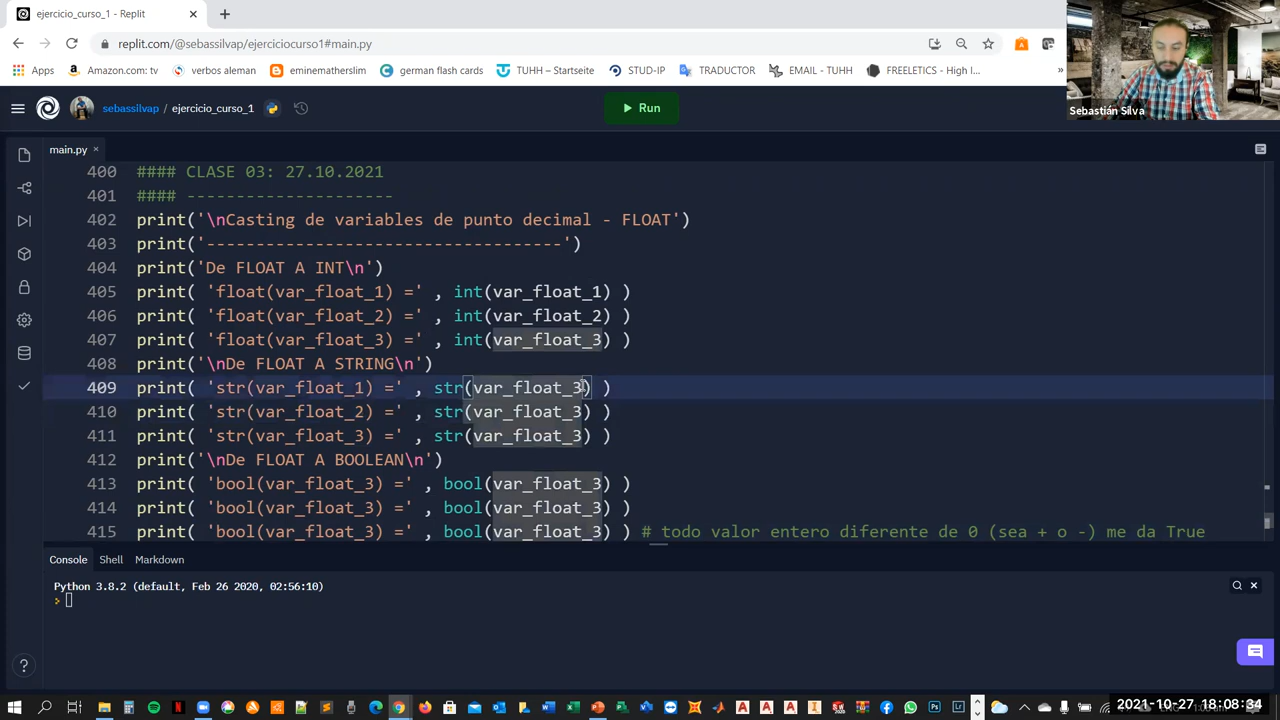 ejercicio_curso_1 - Replit
replit.com/@sebassilvap/ejerciciocurso1#main.py
Apps Amazon.com: tv verbos aleman eminematherslim german flash cards TUHH – Startseite STUD-IP TRADUCTOR EMAIL - TUHH FREELETICS - High I... »
Sebastián Silva
sebassilvap / ejercicio_curso_1
Run
main.py
400 #### CLASE 03: 27.10.2021
401 #### ---------------------
402 print('\nCasting de variables de punto decimal - FLOAT')
403 print('------------------------------------')
404 print('De FLOAT A INT\n')
405 print( 'float(var_float_1) =' , int(var_float_1) )
406 print( 'float(var_float_2) =' , int(var_float_2) )
407 print( 'float(var_float_3) =' , int(var_float_3) )
408 print('\nDe FLOAT A STRING\n')
409 print( 'str(var_float_1) =' , str(var_float_3) )
410 print( 'str(var_float_2) =' , str(var_float_3) )
411 print( 'str(var_float_3) =' , str(var_float_3) )
412 print('\nDe FLOAT A BOOLEAN\n')
413 print( 'bool(var_float_3) =' , bool(var_float_3) )
414 print( 'bool(var_float_3) =' , bool(var_float_3) )
415 print( 'bool(var_float_3) =' , bool(var_float_3) ) # todo valor entero diferente de 0 (sea + o -) me da True
Console Shell Markdown
Python 3.8.2 (default, Feb 26 2020, 02:56:10)
2021-10-27 18:08:34